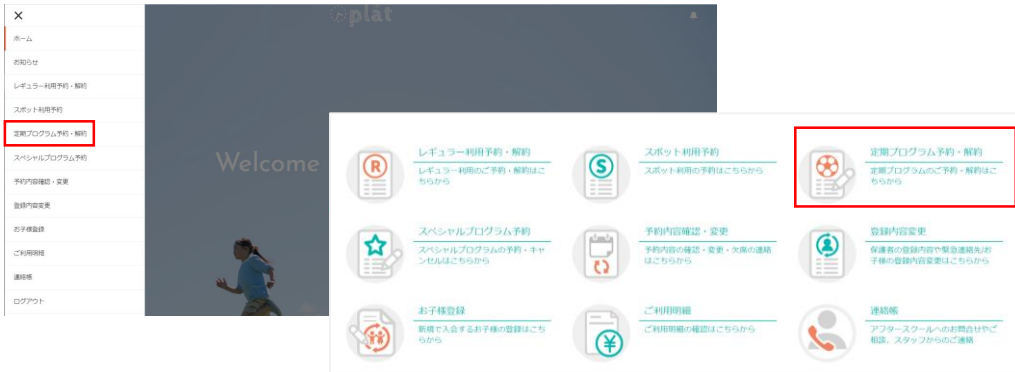 ×
plat
ホーム
お知らせ
レギュラー利用予約・解約
スポット利用予約
定期プログラム予約・解約
スペシャルプログラム予約
予約内容確認・変更
登録内容変更
お子様登録
ご利用明細
連絡帳
ログアウト
Welcome
R
レギュラー利用予約・解約
レギュラー利用のご予約・解約はこ
ちらから
S
スポット利用予約
スポット利用の予約はこちらから
定期プログラム予約・解約
定期プログラムのご予約・解約はこ
ちらから
スペシャルプログラム予約
スペシャルプログラムの予約・キャ
ンセルはこちらから
予約内容確認・変更
予約内容の確認・変更・欠席の連絡
はこちらから
登録内容変更
保護者の登録内容や緊急連絡先/お
子様の登録内容変更はこちらから
お子様登録
新規で入会するお子様の登録はこち
らから
¥
ご利用明細
ご利用明細の確認はこちらから
連絡帳
アフタースクールへのお問合せやご
相談、スタッフからのご連絡